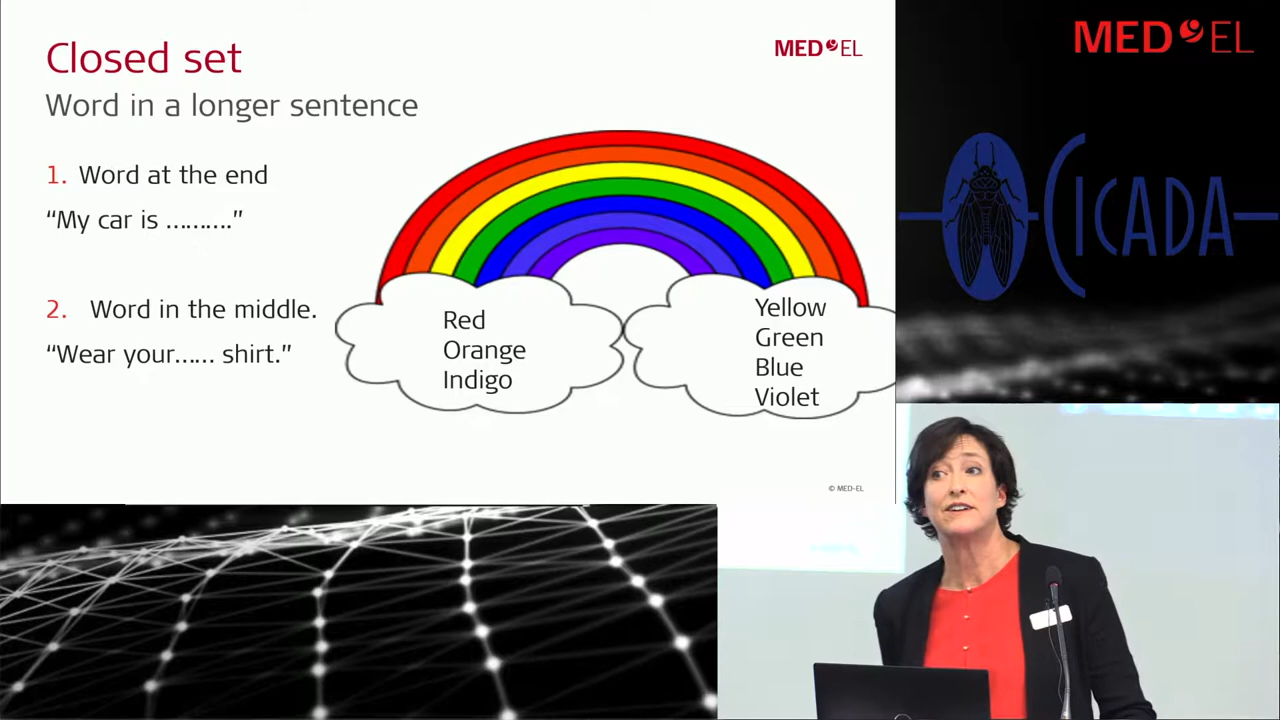 Closed set
MED EL
Word in a longer sentence
1. Word at the end
“My car is ……….”
2. Word in the middle.
“Wear your…… shirt.”
Red
Orange
Indigo
Yellow
Green
Blue
Violet
© MED-EL
MED EL
CICADA